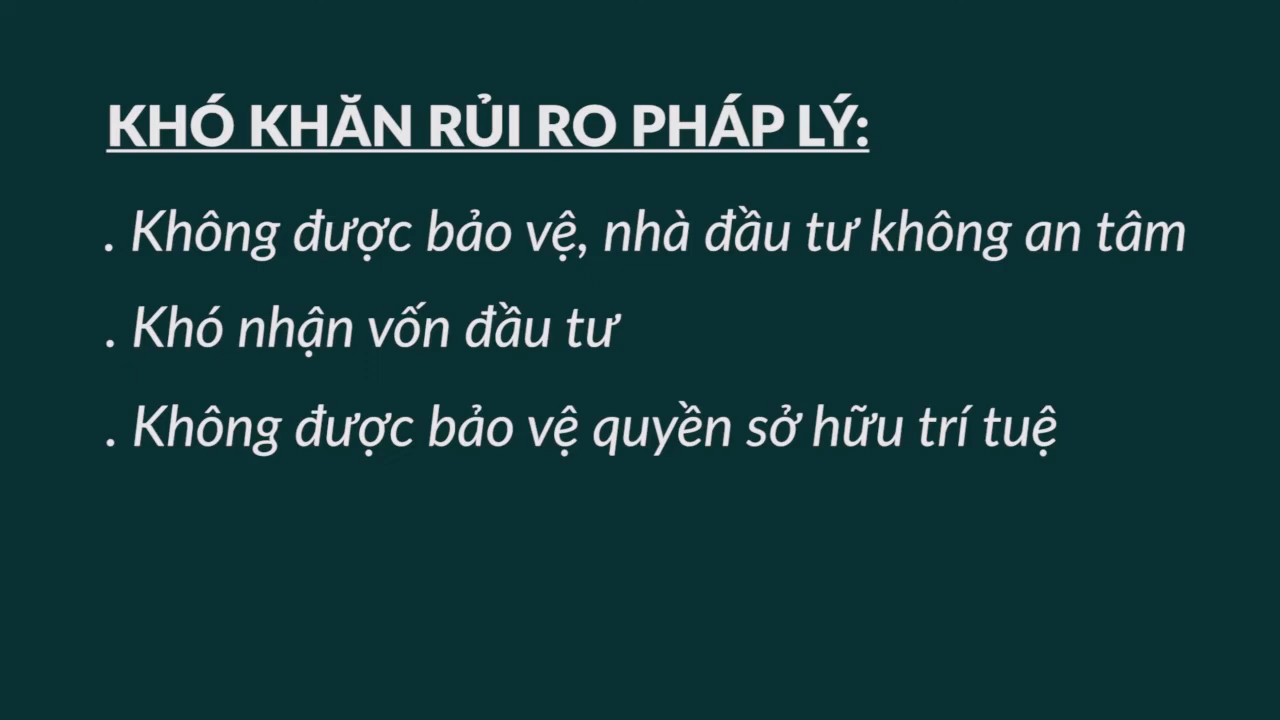 KHÓ KHĂN RỦI RO PHÁP LÝ:
. Không được bảo vệ, nhà đầu tư không an tâm
. Khó nhận vốn đầu tư
. Không được bảo vệ quyền sở hữu trí tuệ